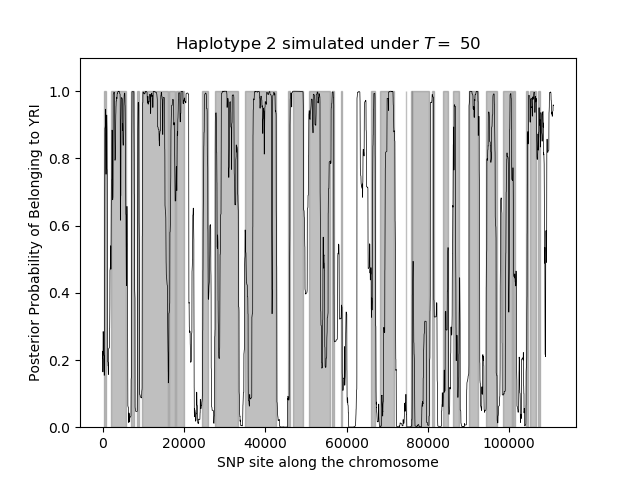 Haplotype 2 simulated under T = 50
Posterior Probability of Belonging to YRI
1.0
0.8
0.6
0.4
0.2
0.0
0 20000 40000 60000 80000 100000
SNP site along the chromosome